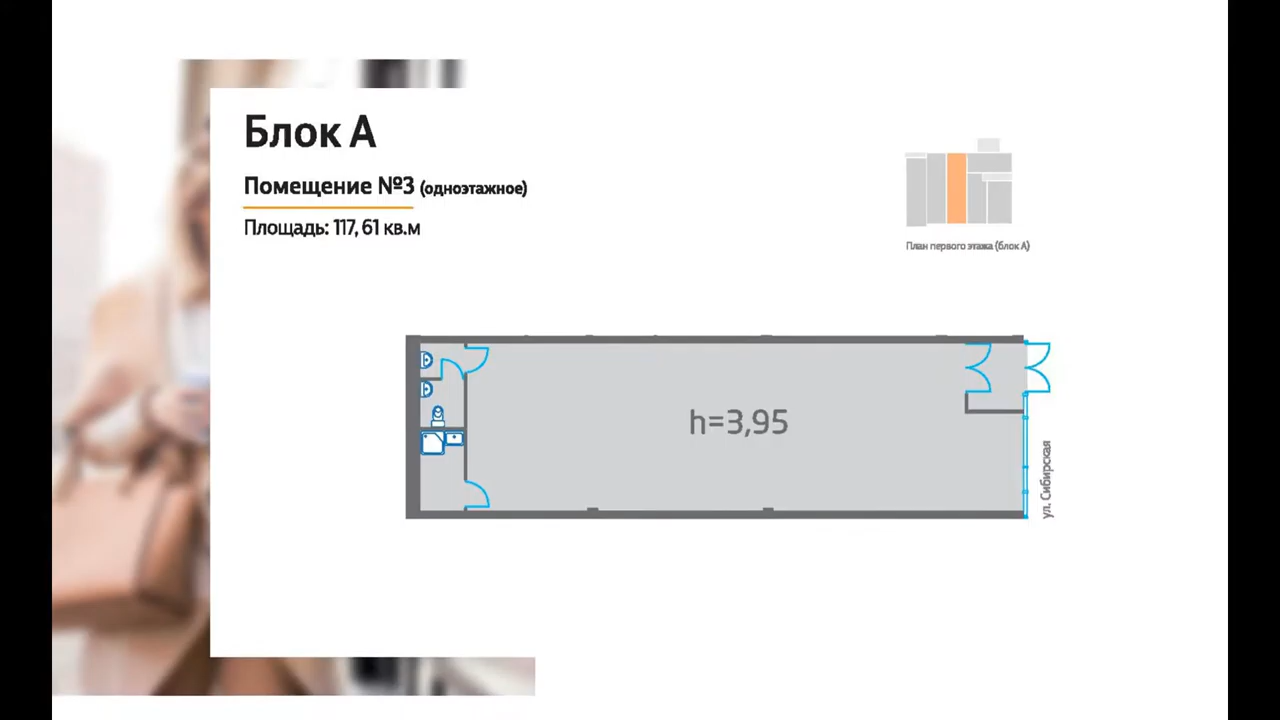 Блок А
Помещение №3 (одноэтажное)
Площадь: 117, 61 кв.м
План первого этажа (блок А)
h=3,95
ул. Сибирская